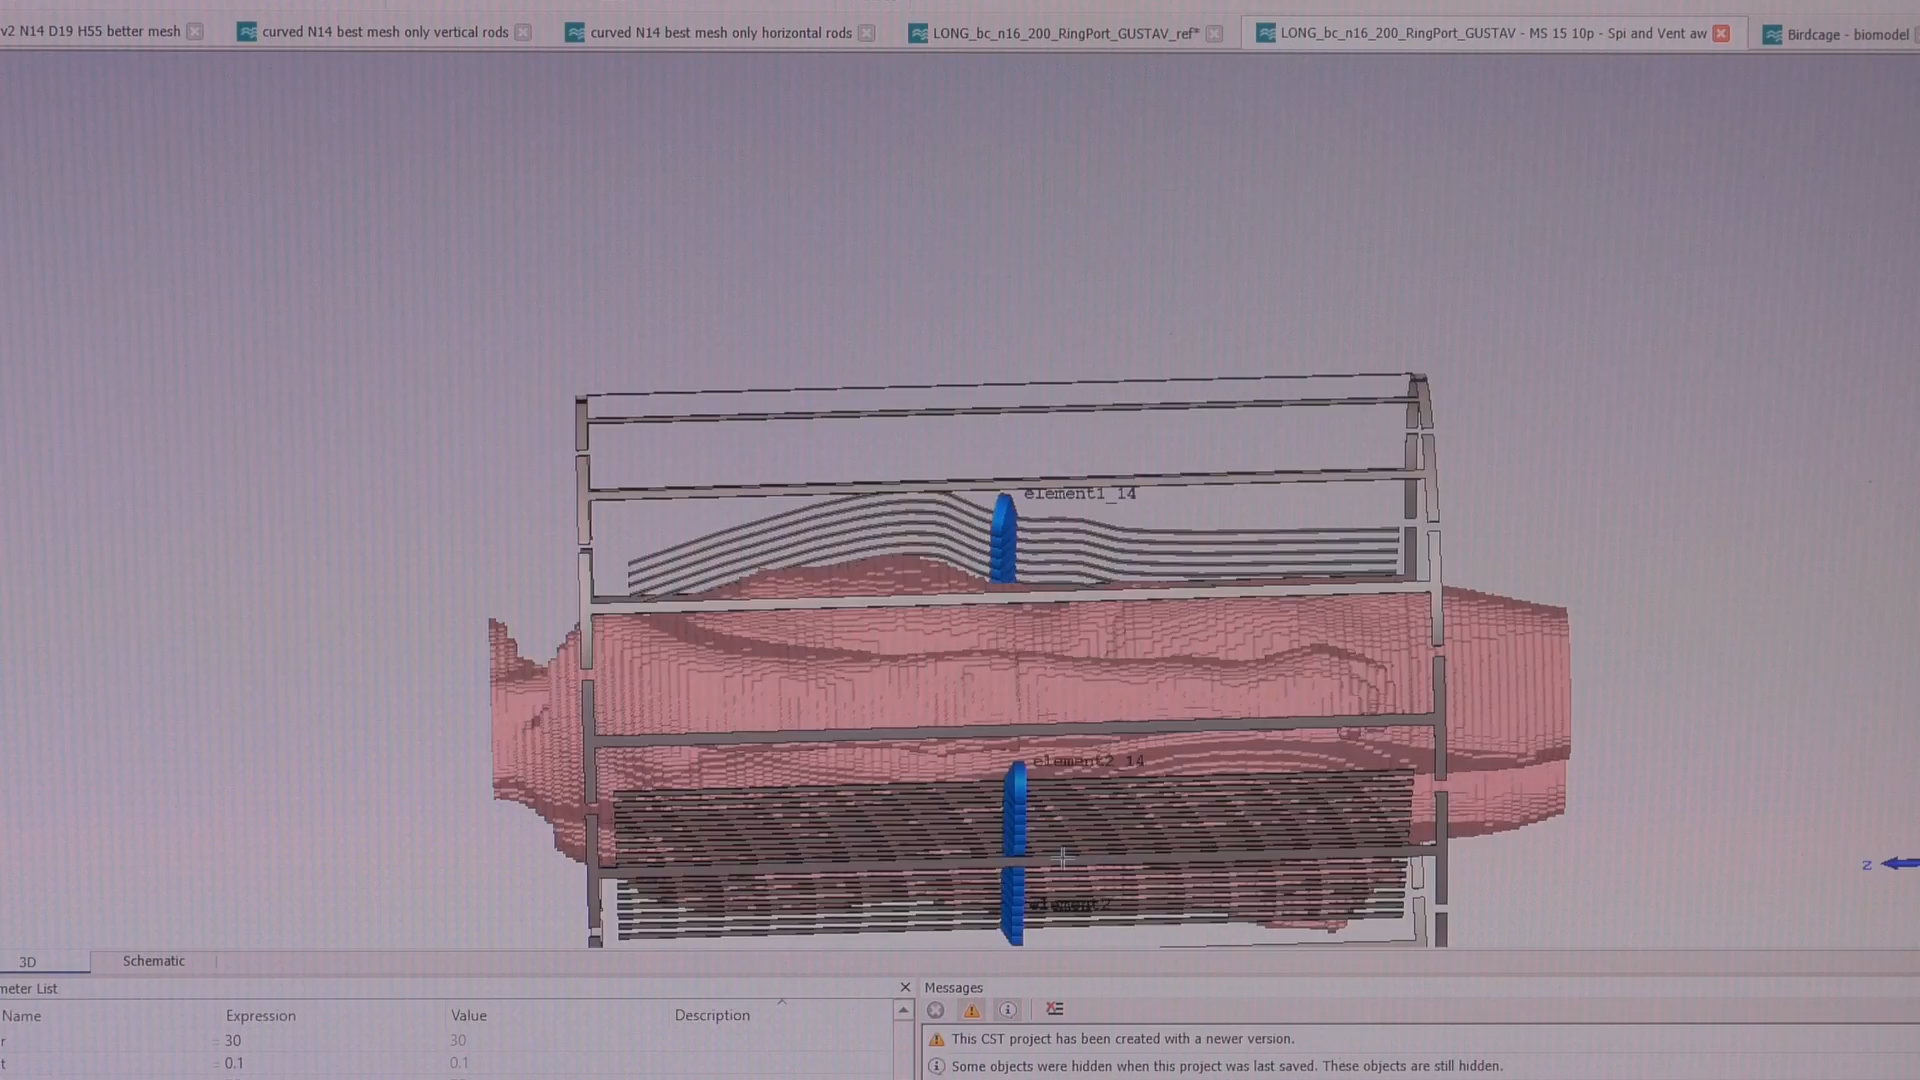 v2 N14 D19 H55 better mesh
curved N14 best mesh only vertical rods
curved N14 best mesh only horizontal rods
LONG_bc_n16_200_RingPort_GUSTAV_ref*
LONG_bc_n16_200_RingPort_GUSTAV - MS 15 10p - Spi and Vent aw
Birdcage - biomodel
element1_14
element2_14
element2
z
3D
Schematic
meter List
Name
Expression
Value
Description
r
= 30
30
t
= 0.1
0.1
Messages
This CST project has been created with a newer version.
Some objects were hidden when this project was last saved. These objects are still hidden.